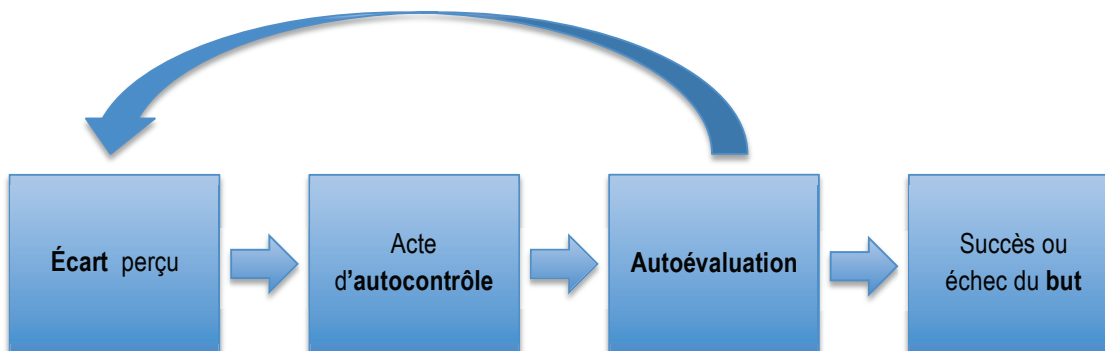 Écart perçu
Acte
d'autocontrôle
Autoévaluation
Succès ou
échec du but